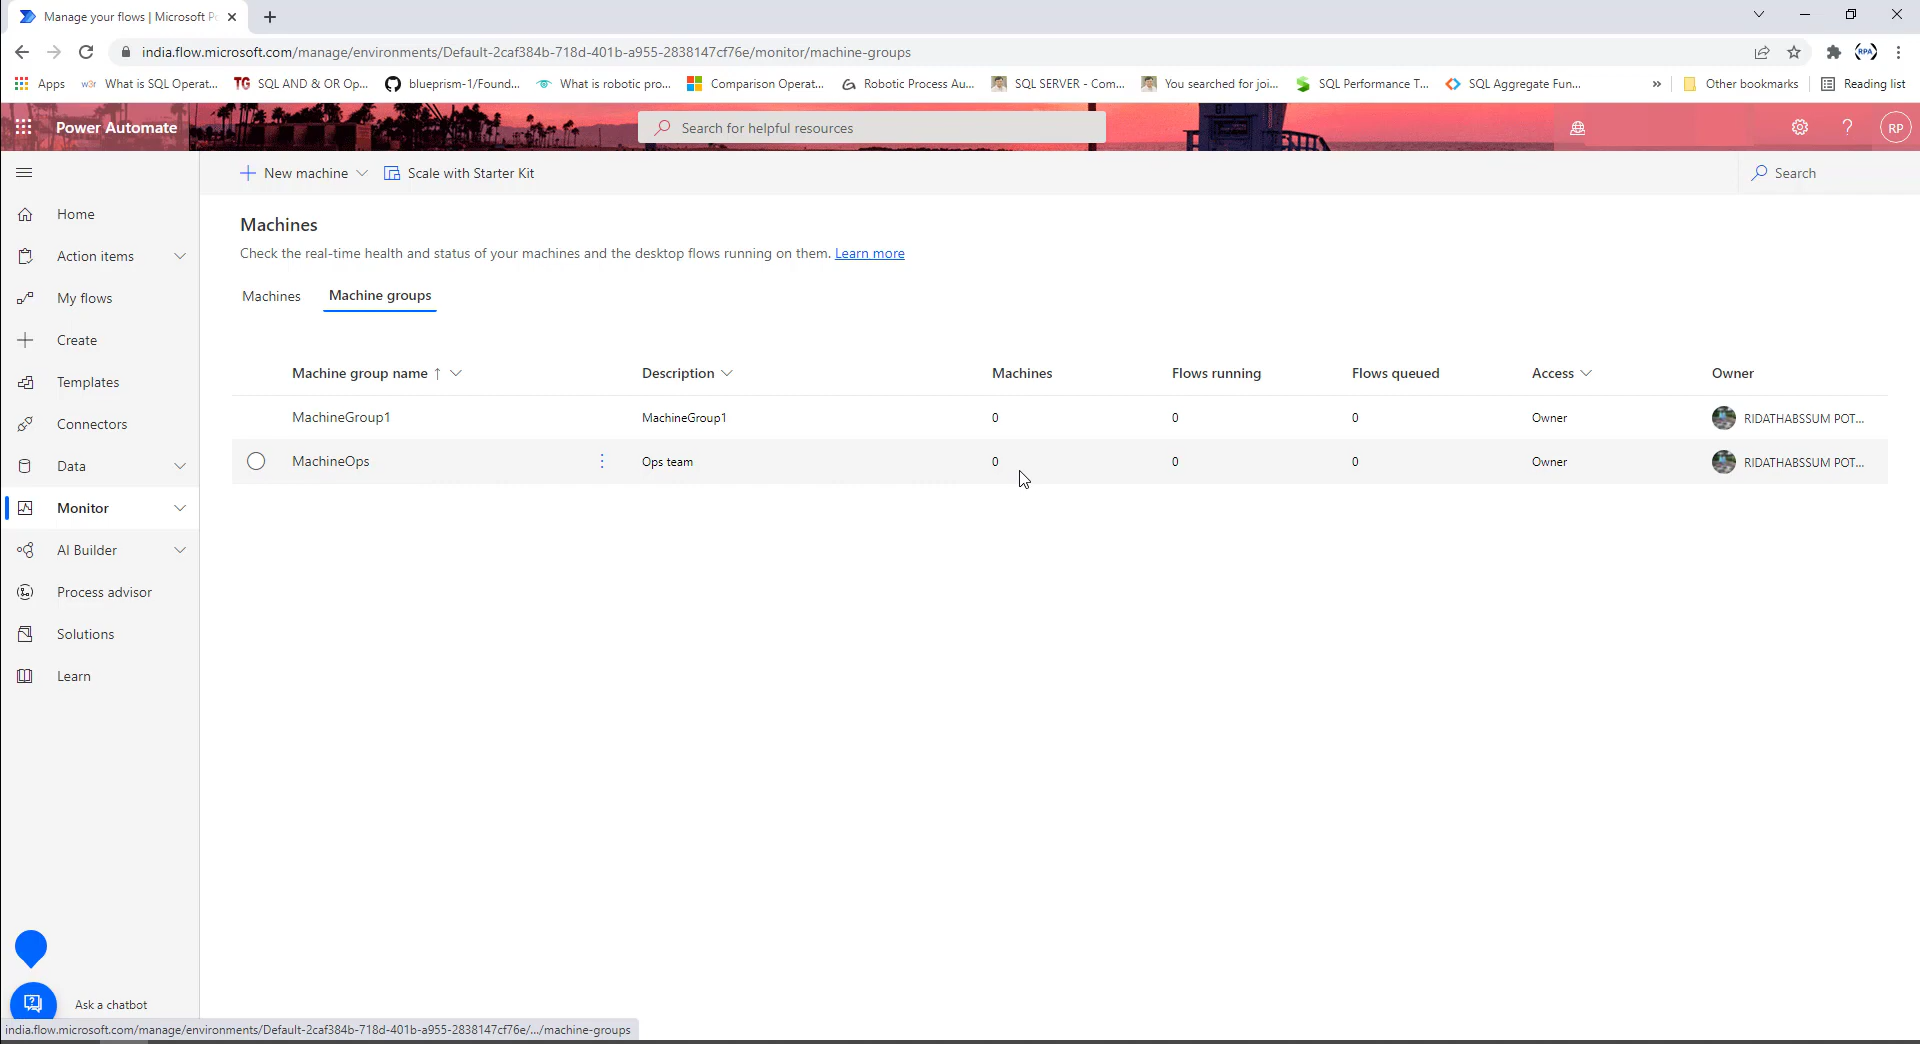 Manage your flows | Microsoft Po
india.flow.microsoft.com/manage/environments/Default-2caf384b-718d-401b-a955-2838147cf76e/monitor/machine-groups
Apps
w3r What is SQL Operat...
TG SQL AND & OR Op...
blueprism-1/Found...
What is robotic pro...
Comparison Operat...
Robotic Process Au...
SQL SERVER - Com...
You searched for joi...
SQL Performance T...
SQL Aggregate Fun...
»
Other bookmarks
Reading list
Power Automate
Search for helpful resources
RP
New machine
Scale with Starter Kit
Search
Home
Action items
My flows
Create
Templates
Connectors
Data
Monitor
AI Builder
Process advisor
Solutions
Learn
Ask a chatbot
Machines
Check the real-time health and status of your machines and the desktop flows running on them. Learn more
Machines Machine groups
Machine group name ↑ Description Machines Flows running Flows queued Access Owner
MachineGroup1 MachineGroup1 0 0 0 Owner RIDATHABSSUM POT...
MachineOps Ops team 0 0 0 Owner RIDATHABSSUM POT...
india.flow.microsoft.com/manage/environments/Default-2caf384b-718d-401b-a955-2838147cf76e/.../machine-groups